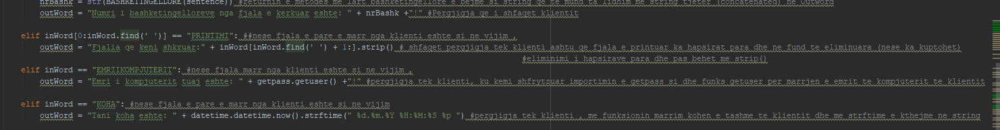 nrBashk = str(BASHKETINGELLORE(sentence)) #returnin e metodes me lart bashketingellore e bejme si string qe te mund ta lidhim me string tjeter (concatenated) ne OutWord
outWord = "Numri i bashketingelloreve nga fjala e kerkuar eshte: " + nrBashk +"!" #Pergjigja qe i shfaqet klientit
elif inWord[0:inWord.find(' ')] == "PRINTIMI": ##nese fjala e pare e marr nga klienti eshte si ne vijim ,
outWord = "Fjalia qe keni shkruar:" + inWord[inWord.find(' ') + 1:].strip() # shfaqet pergjigja tek klienti ashtu qe fjala e printuar ka hapsirat para dhe ne fund te eliminuara (nese ka kuptohet)
#eliminimi i hapsirave para dhe pas behet me strip()
elif inWord == "EMRIIKOMPJUTERIT": #nese fjala marr nga klienti eshte si ne vijim ,
outWord = "Emri i kompjuterit tuaj eshte: " + getpass.getuser() +"!" #pergjigja tek klienti, ku kemi shfrytzuar importimin e getpass si dhe funks getuser per marrjen e emrit te kompjuterit te klientit
elif inWord == "KOHA": #nese fjala e pare e marr nga klienti eshte si ne vijim
outWord = "Tani koha eshte: " + datetime.datetime.now().strftime(" %d.%m.%Y %H:%M:%S %p ") #pergjigja tek klienti , me funksionin marrim kohen e tashme te klientit dhe me strftime e kthejme ne string